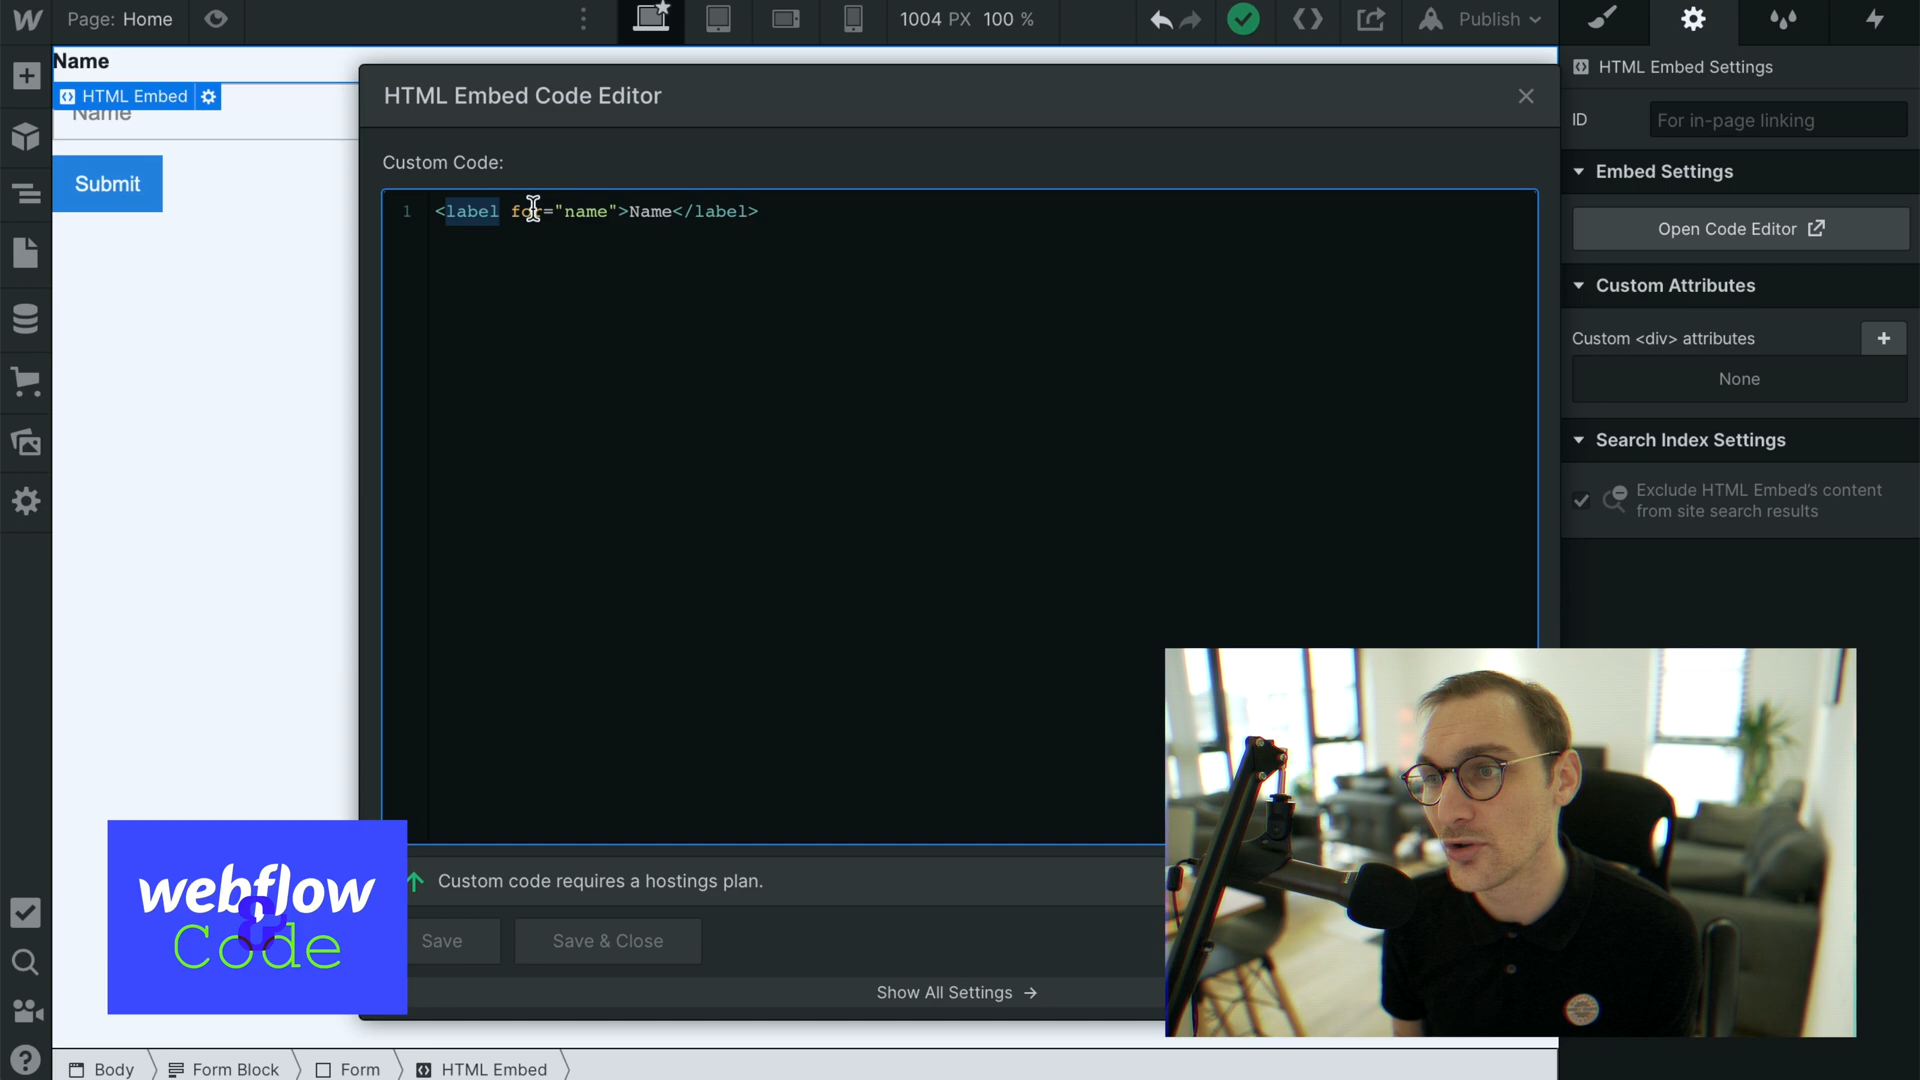 Page: Home
1004 PX 100 %
Publish
Name
HTML Embed
Name
Submit
HTML Embed Code Editor
Custom Code:
1 <label for="name">Name</label>
Custom code requires a hostings plan.
Save
Save & Close
Show All Settings →
HTML Embed Settings
ID
For in-page linking
Embed Settings
Open Code Editor
Custom Attributes
Custom <div> attributes
None
Search Index Settings
Exclude HTML Embed's content
from site search results
webflow
&
Code
Body
Form Block
Form
HTML Embed